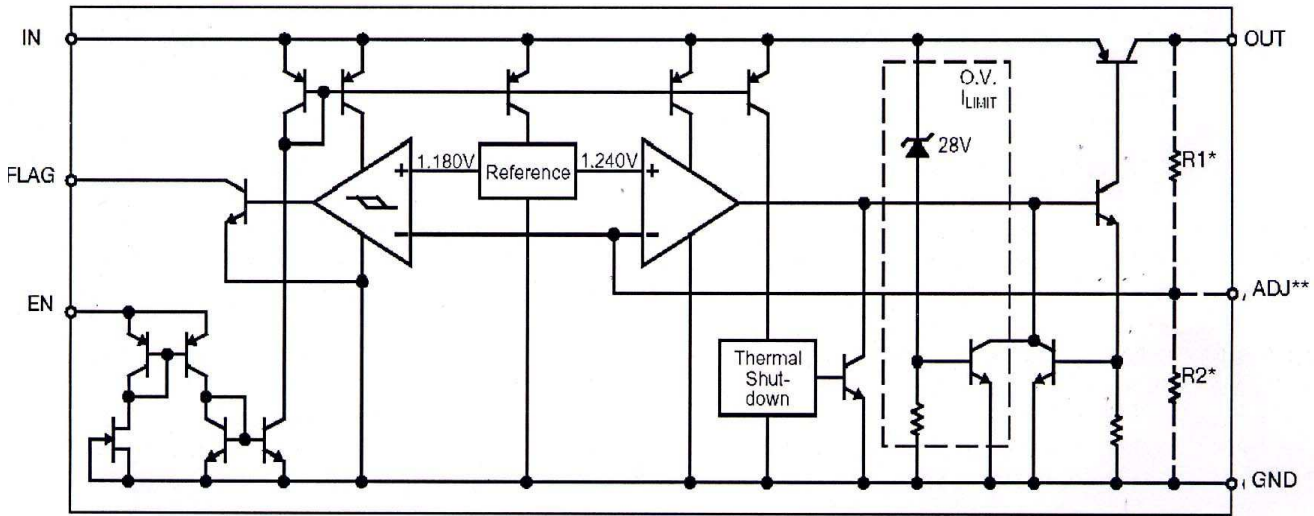 IN
OUT
O.V.
ILIMIT
28V
R1*
FLAG
1.180V
Reference
1.240V
+
+
−
−
EN
ADJ**
Thermal
Shut-
down
R2*
GND